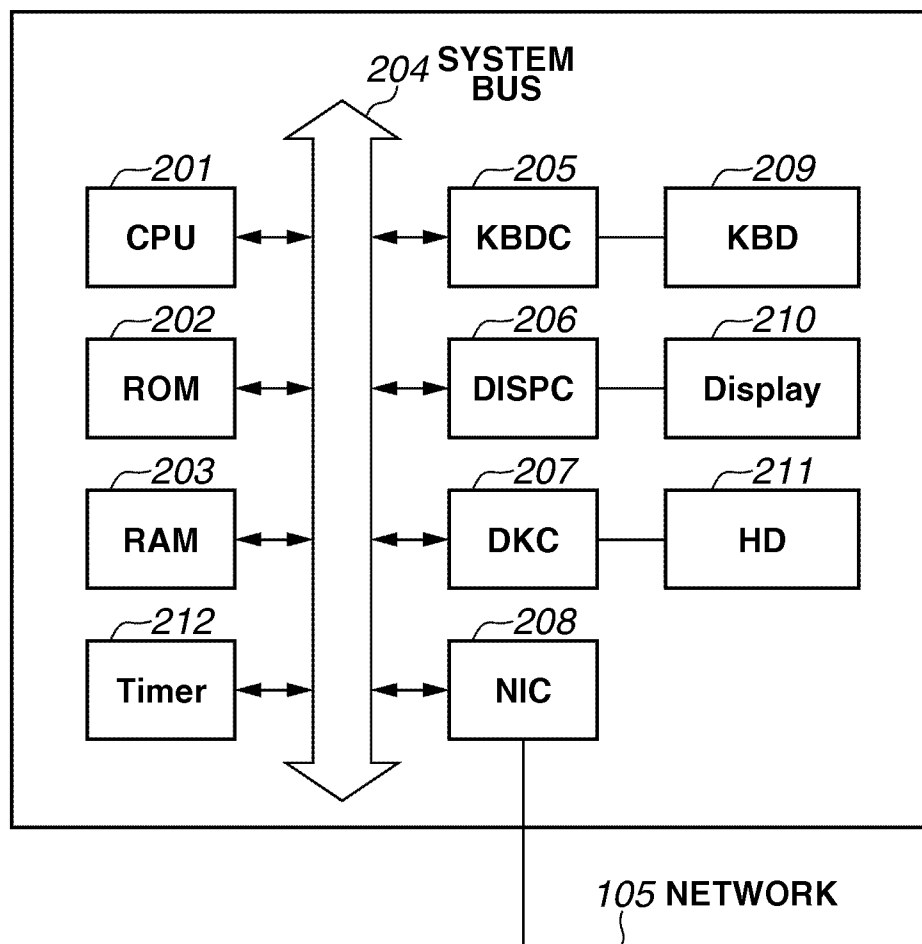 204 SYSTEM
BUS
201
CPU
205
KBDC
209
KBD
202
ROM
206
DISPC
210
Display
203
RAM
207
DKC
211
HD
212
Timer
208
NIC
105 NETWORK